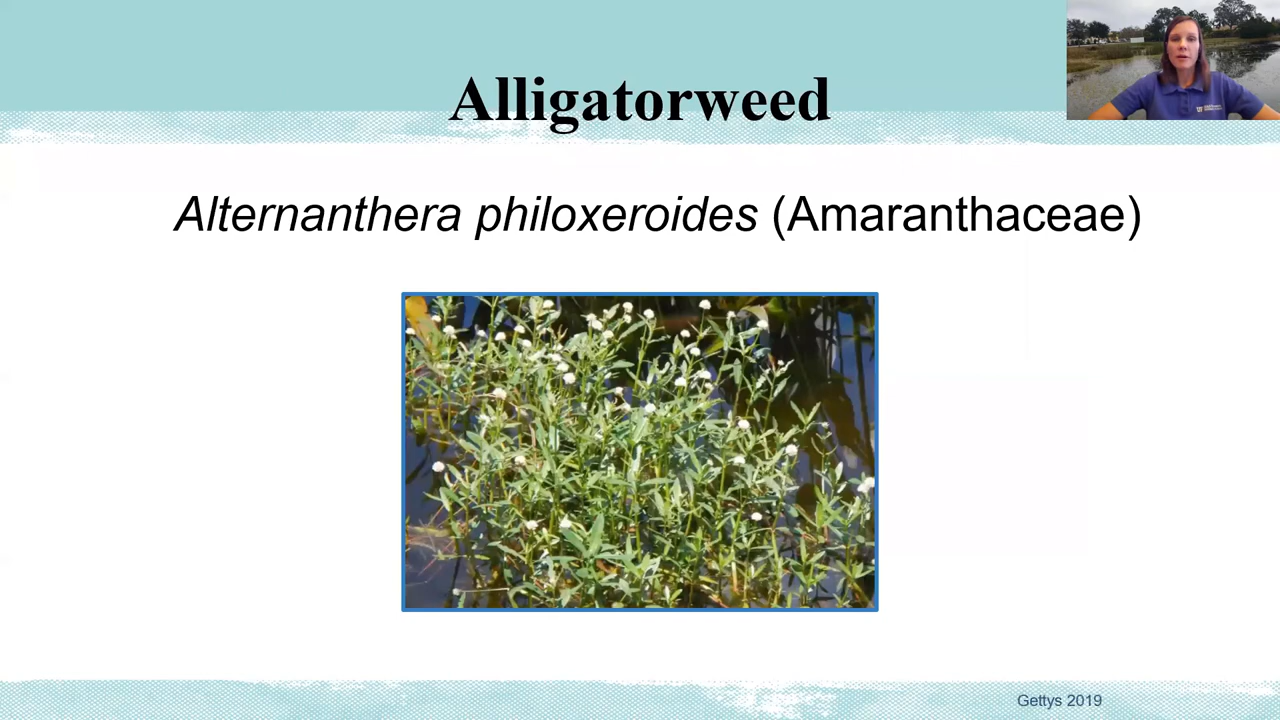 Alligatorweed
Alternanthera philoxeroides (Amaranthaceae)
Gettys 2019